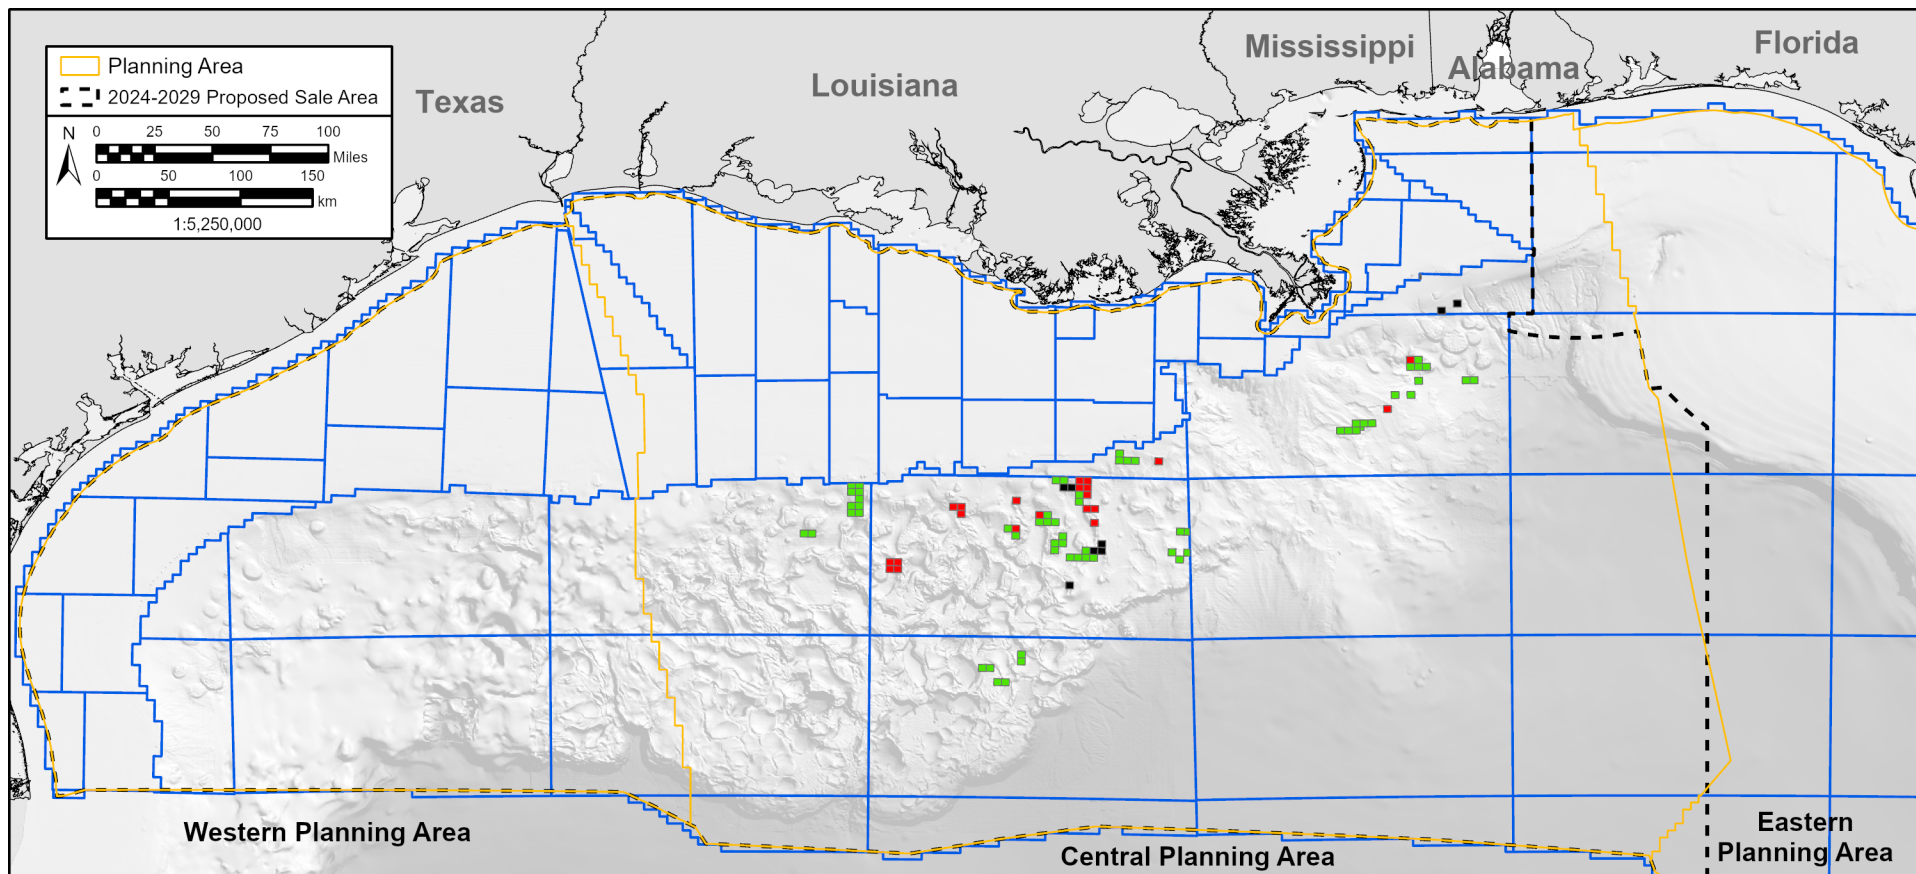 Planning Area
2024-2029 Proposed Sale Area
N
0 25 50 75 100
Miles
0 50 100 150
km
1:5,250,000
Texas
Louisiana
Mississippi
Alabama
Florida
Western Planning Area
Central Planning Area
Eastern
Planning Area